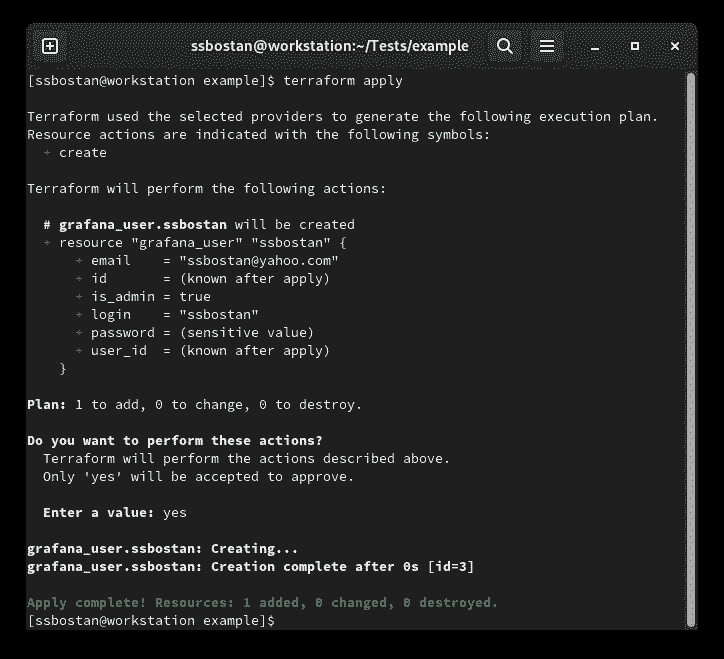 ssbostan@workstation:~/Tests/example
[ssbostan@workstation example]$ terraform apply
Terraform used the selected providers to generate the following execution plan.
Resource actions are indicated with the following symbols:
+ create
Terraform will perform the following actions:
# grafana_user.ssbostan will be created
+ resource "grafana_user" "ssbostan" {
+ email    = "ssbostan@yahoo.com"
+ id       = (known after apply)
+ is_admin = true
+ login    = "ssbostan"
+ password = (sensitive value)
+ user_id  = (known after apply)
}
Plan: 1 to add, 0 to change, 0 to destroy.
Do you want to perform these actions?
Terraform will perform the actions described above.
Only 'yes' will be accepted to approve.
Enter a value: yes
grafana_user.ssbostan: Creating...
grafana_user.ssbostan: Creation complete after 0s [id=3]
Apply complete! Resources: 1 added, 0 changed, 0 destroyed.
[ssbostan@workstation example]$